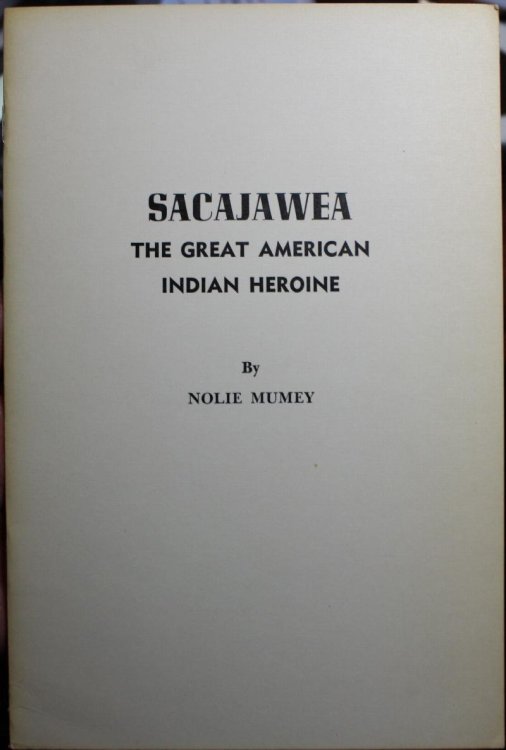 SACAJAWEA
THE GREAT AMERICAN
INDIAN HEROINE
By
NOLIE MUMEY